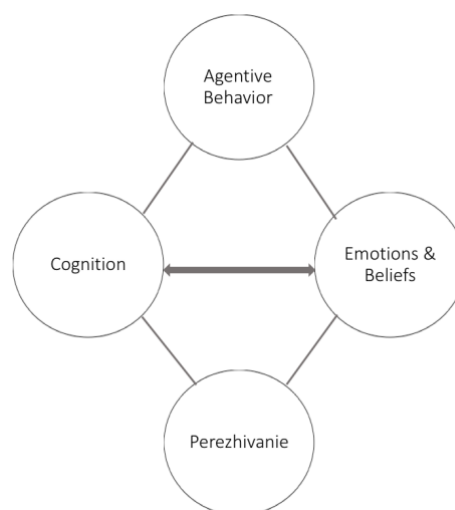 Agentive
Behavior
Cognition
Emotions &
Beliefs
Perezhivanie